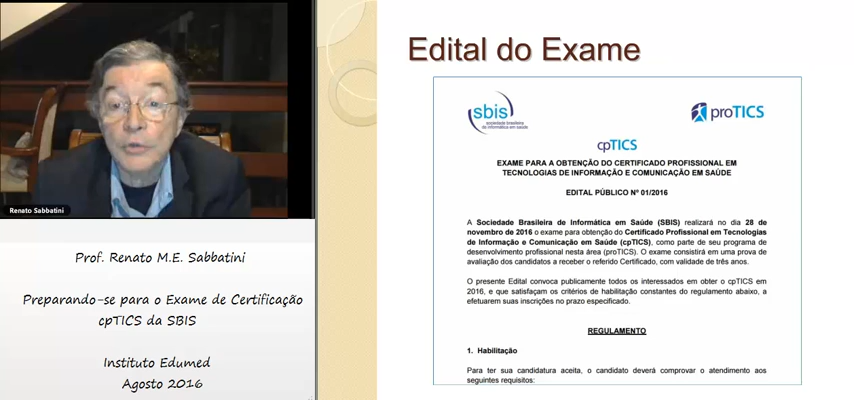 Renato Sabbatini
Prof. Renato M.E. Sabbatini
Preparando-se para o Exame de Certificação
cpTICS da SBIS
Instituto Edumed
Agosto 2016
Edital do Exame
sbis
sociedade brasileira
de informática em saúde
proTICS
cpTICS
EXAME PARA A OBTENÇÃO DO CERTIFICADO PROFISSIONAL EM
TECNOLOGIAS DE INFORMAÇÃO E COMUNICAÇÃO EM SAÚDE
EDITAL PÚBLICO Nº 01/2016
A Sociedade Brasileira de Informática em Saúde (SBIS) realizará no dia 28 de
novembro de 2016 o exame para obtenção do Certificado Profissional em Tecnologias
de Informação e Comunicação em Saúde (cpTICS), como parte de seu programa de
desenvolvimento profissional nesta área (proTICS). O exame consistirá em uma prova de
avaliação dos candidatos a receber o referido Certificado, com validade de três anos.
O presente Edital convoca publicamente todos os interessados em obter o cpTICS em
2016, e que satisfaçam os critérios de habilitação constantes do regulamento abaixo, a
efetuarem suas inscrições no prazo especificado.
REGULAMENTO
1. Habilitação
Para ter sua candidatura aceita, o candidato deverá comprovar o atendimento aos
seguintes requisitos: